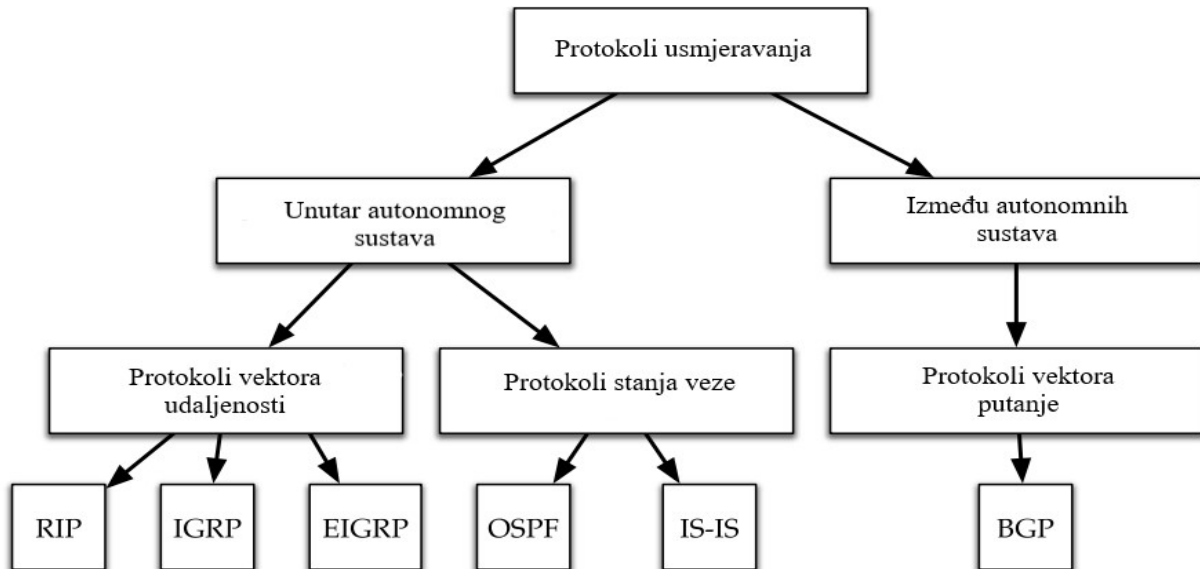 Protokoli usmjeravanja
Unutar autonomnog
sustava
Između autonomnih
sustava
Protokoli vektora
udaljenosti
Protokoli stanja veze
Protokoli vektora
putanje
RIP
IGRP
EIGRP
OSPF
IS-IS
BGP